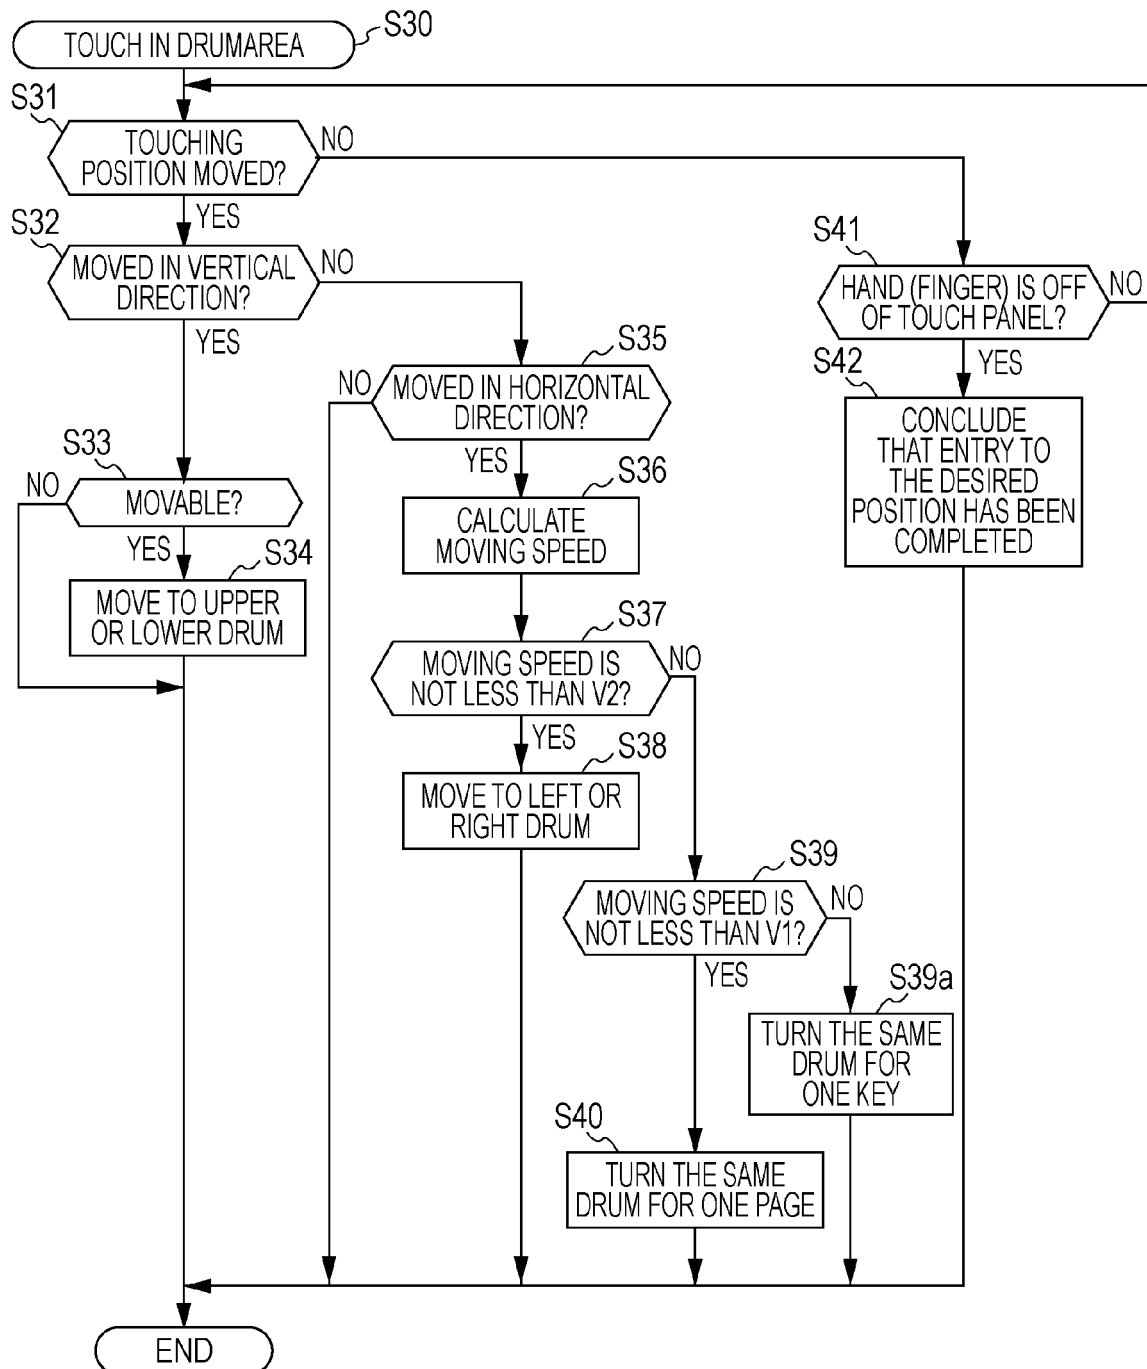 TOUCH IN DRUMAREA
S30
S31
TOUCHING
POSITION MOVED?
NO
YES
S32
MOVED IN VERTICAL
DIRECTION?
NO
YES
S41
HAND (FINGER) IS OFF
OF TOUCH PANEL?
NO
YES
S35
NO
MOVED IN HORIZONTAL
DIRECTION?
YES
S42
CONCLUDE
THAT ENTRY TO
THE DESIRED
POSITION HAS BEEN
COMPLETED
S33
NO
MOVABLE?
YES
S34
MOVE TO UPPER
OR LOWER DRUM
S36
CALCULATE
MOVING SPEED
S37
MOVING SPEED IS
NOT LESS THAN V2?
NO
YES
S38
MOVE TO LEFT OR
RIGHT DRUM
S39
MOVING SPEED IS
NOT LESS THAN V1?
NO
YES
S39a
TURN THE SAME
DRUM FOR
ONE KEY
S40
TURN THE SAME
DRUM FOR ONE PAGE
END